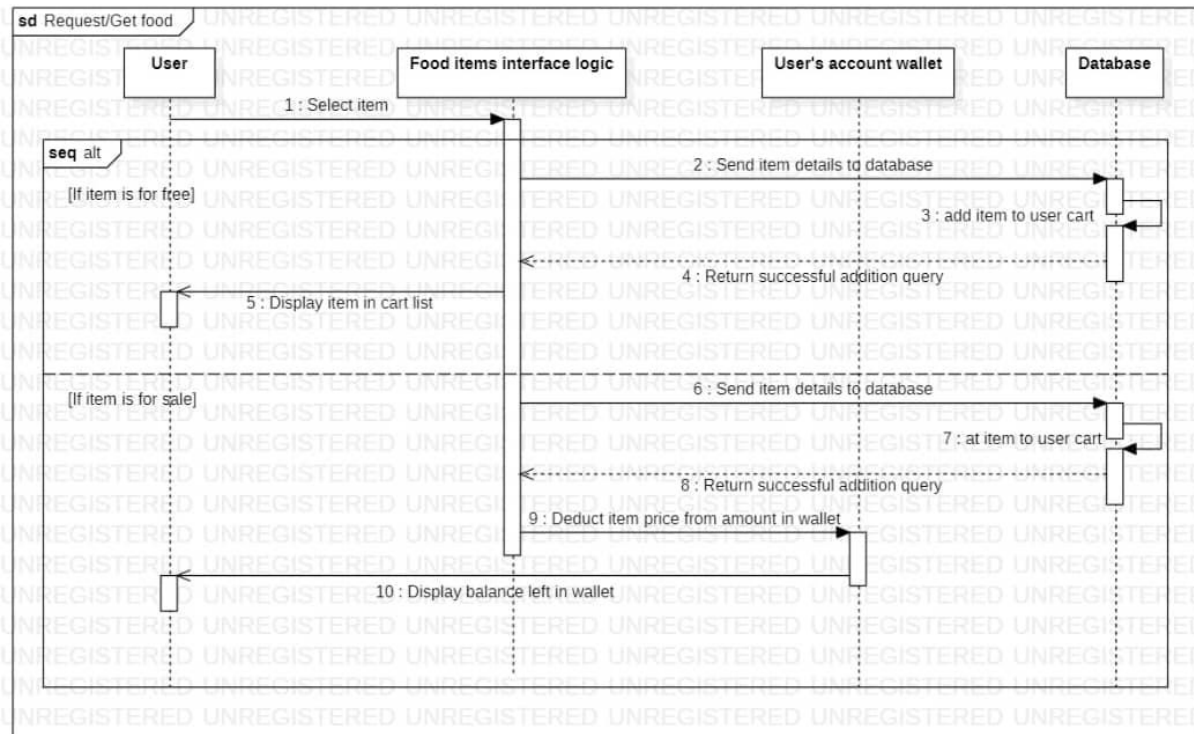 sd Request/Get food
User
Food items interface logic
User's account wallet
Database
1 : Select item
seq alt
2 : Send item details to database
[If item is for free]
3 : add item to user cart
4 : Return successful addition query
5 : Display item in cart list
6 : Send item details to database
[If item is for sale]
7 : at item to user cart
8 : Return successful addition query
9 : Deduct item price from amount in wallet
10 : Display balance left in wallet
UNREGISTERED